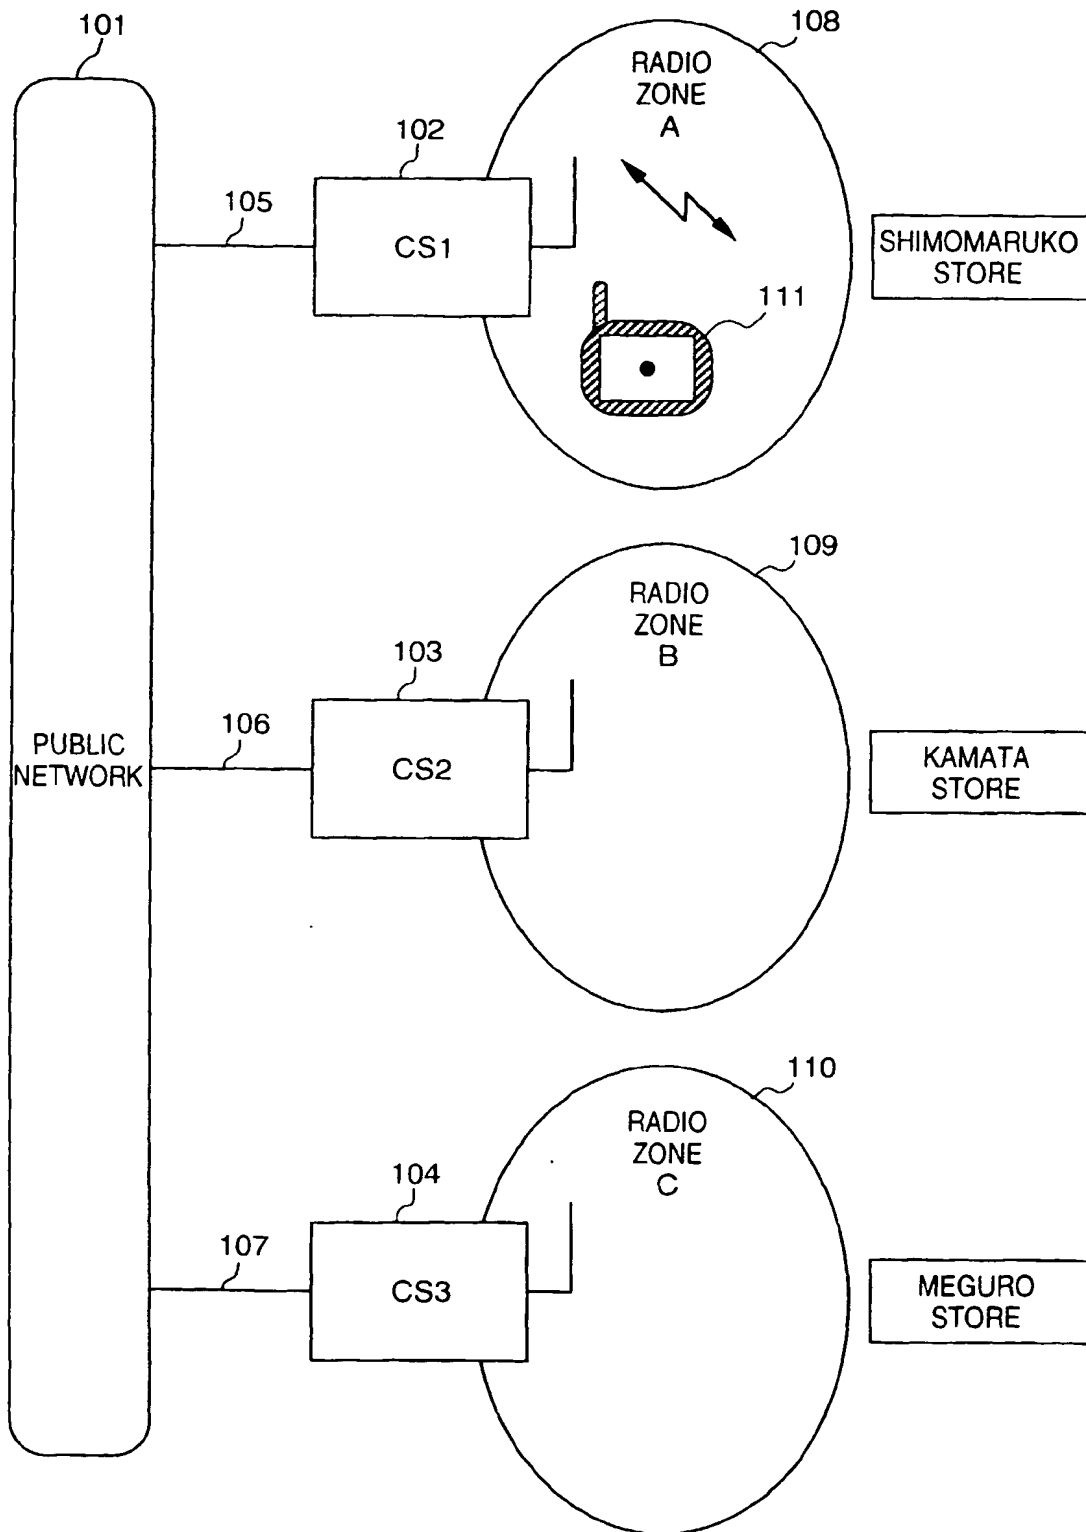 101
108
RADIO
ZONE
A
102
105
CS1
SHIMOMARUKO
STORE
111
109
RADIO
ZONE
B
103
106
PUBLIC
NETWORK
CS2
KAMATA
STORE
110
RADIO
ZONE
C
104
107
CS3
MEGURO
STORE